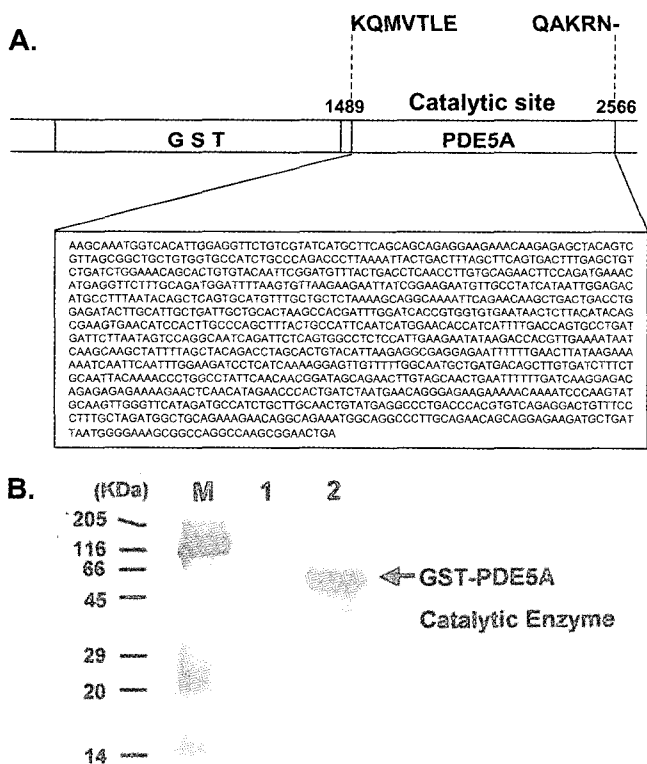 A.
KQMVTLE QAKRN-
1489 Catalytic site 2566
G S T PDE5A
AAGCAAATGGTCACATTGGAGGTTCTGTCGTATCATGCTTCAGCAGCAGAGGAAGAAACAAGAGAGCTACAGTC
GTTAGCGGCTGCTGTGGTGCCATCTGCCCAGACCCTTAAAATTACTGACTTTAGCTTCAGTGACTTTGAGCTGT
CTGATCTGGAAACAGCACTGTGTACAATTCGGATGTTTACTGACCTCAACCTTGTGCAGAACTTCCAGATGAAAC
ATGAGGTTCTTTGCAGATGGATTTTAAGTGTTAAGAAGAATTATCGGAAGAATGTTGCCTATCATAATTGGAGAC
ATGCCTTTAATACAGCTCAGTGCATGTTTGCTGCTCTAAAAGCAGGCAAAATTCAGAACAAGCTGACTGACCTG
GAGATACTTGCATTGCTGATTGCTGCACTAAGCCACGATTTGGATCACCGTGGTGTGAATAACTCTTACATACAG
CGAAGTGAACATCCACTTGCCCAGCTTTACTGCCATTCAATCATGGAACACCATCATTTTGACCAGTGCCTGAT
GATTCTTAATAGTCCAGGCAATCAGATTCTCAGTGGCCTCTCCATTGAAGAATATAAGACCACGTTGAAAATAAT
CAAGCAAGCTATTTTAGCTACAGACCTAGCACTGTACATTAAGAGGCGAGGAGAATTTTTTGAACTTATAAGAAA
AAATCAATTCAATTTGGAAGATCCTCATCAAAAGGAGTTGTTTTTGGCAATGCTGATGACAGCTTGTGATCTTTCT
GCAATTACAAAACCCTGGCCTATTCAACAACGGATAGCAGAACTTGTAGCAACTGAATTTTTTGATCAAGGAGAC
AGAGAGAGAAAAGAACTCAACATAGAACCCACTGATCTAATGAACAGGGAGAAGAAAAACAAAATCCCAAGTAT
GCAAGTTGGGTTCATAGATGCCATCTGCTTGCAACTGTATGAGGCCCTGACCCACGTGTCAGAGGACTGTTTCC
CTTTGCTAGATGGCTGCAGAAAGAACAGGCAGAAATGGCAGGCCCTTGCAGAACAGCAGGAGAAGATGCTGAT
TAATGGGGAAAGCGGCCAGGCCAAGCGGAACTGA
B. (KDa) M 1 2
205
116
66
GST-PDE5A
45
Catalytic Enzyme
29
20
14